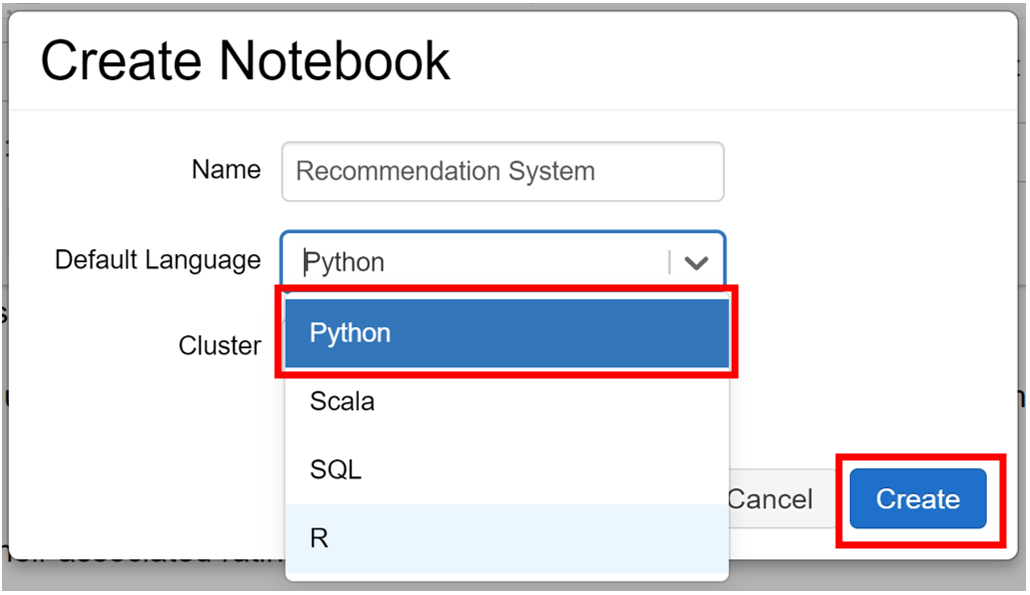 Create Notebook
Name Recommendation System
Default Language Python
Python
Cluster
Scala
SQL
Cancel Create
R